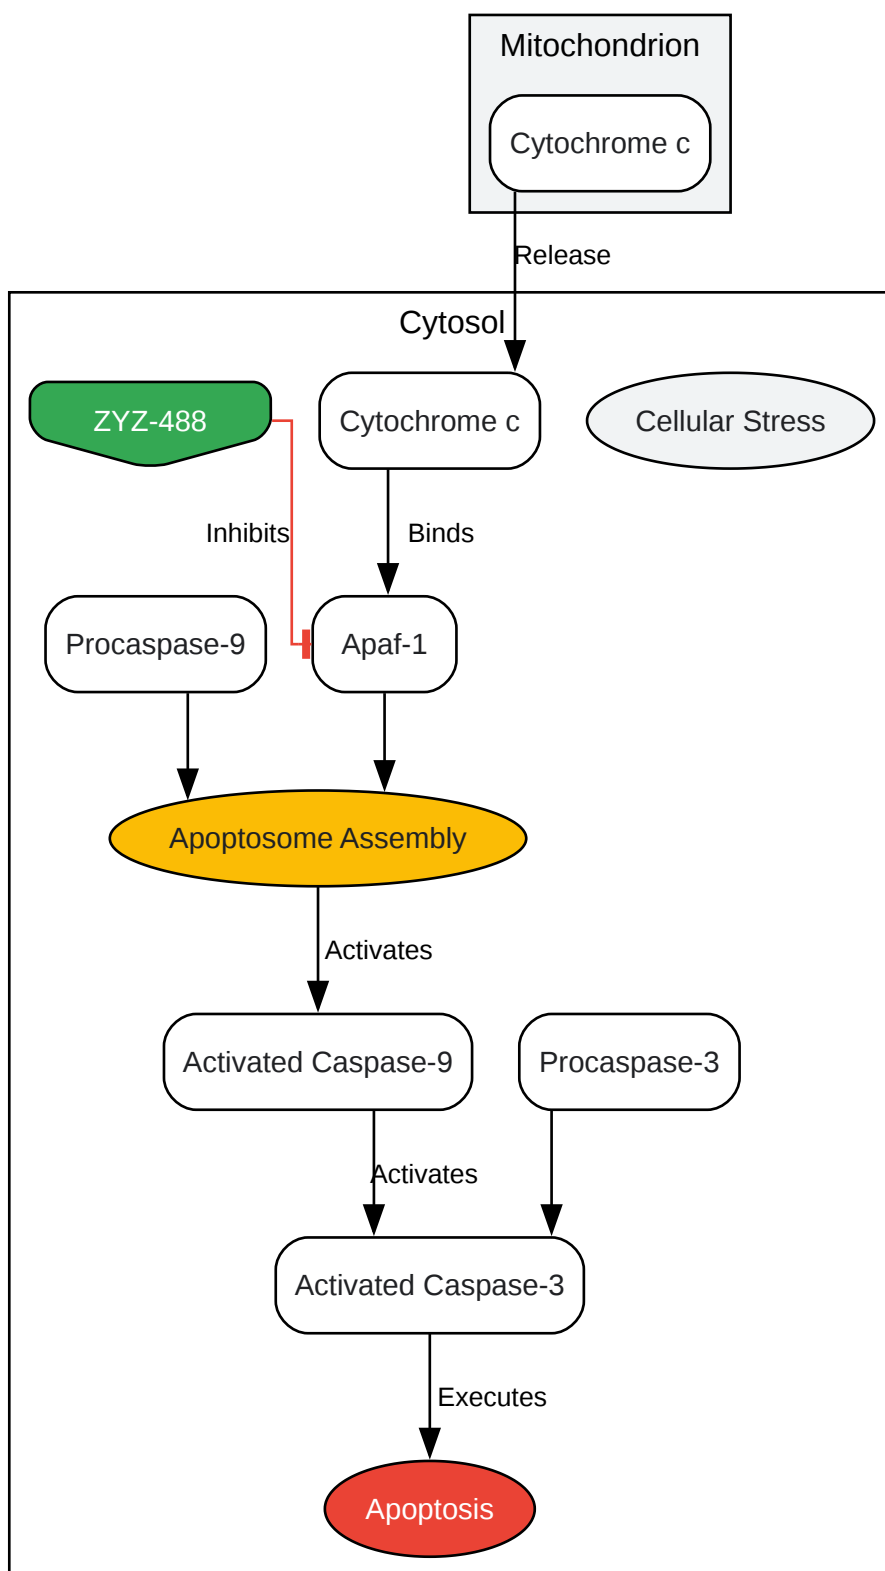 Mitochondrion
Cytochrome c
Release
Cytosol
ZYZ-488
Cytochrome c
Cellular Stress
Inhibits
Binds
Procaspase-9
Apaf-1
Apoptosome Assembly
Activates
Activated Caspase-9
Procaspase-3
Activates
Activated Caspase-3
Executes
Apoptosis